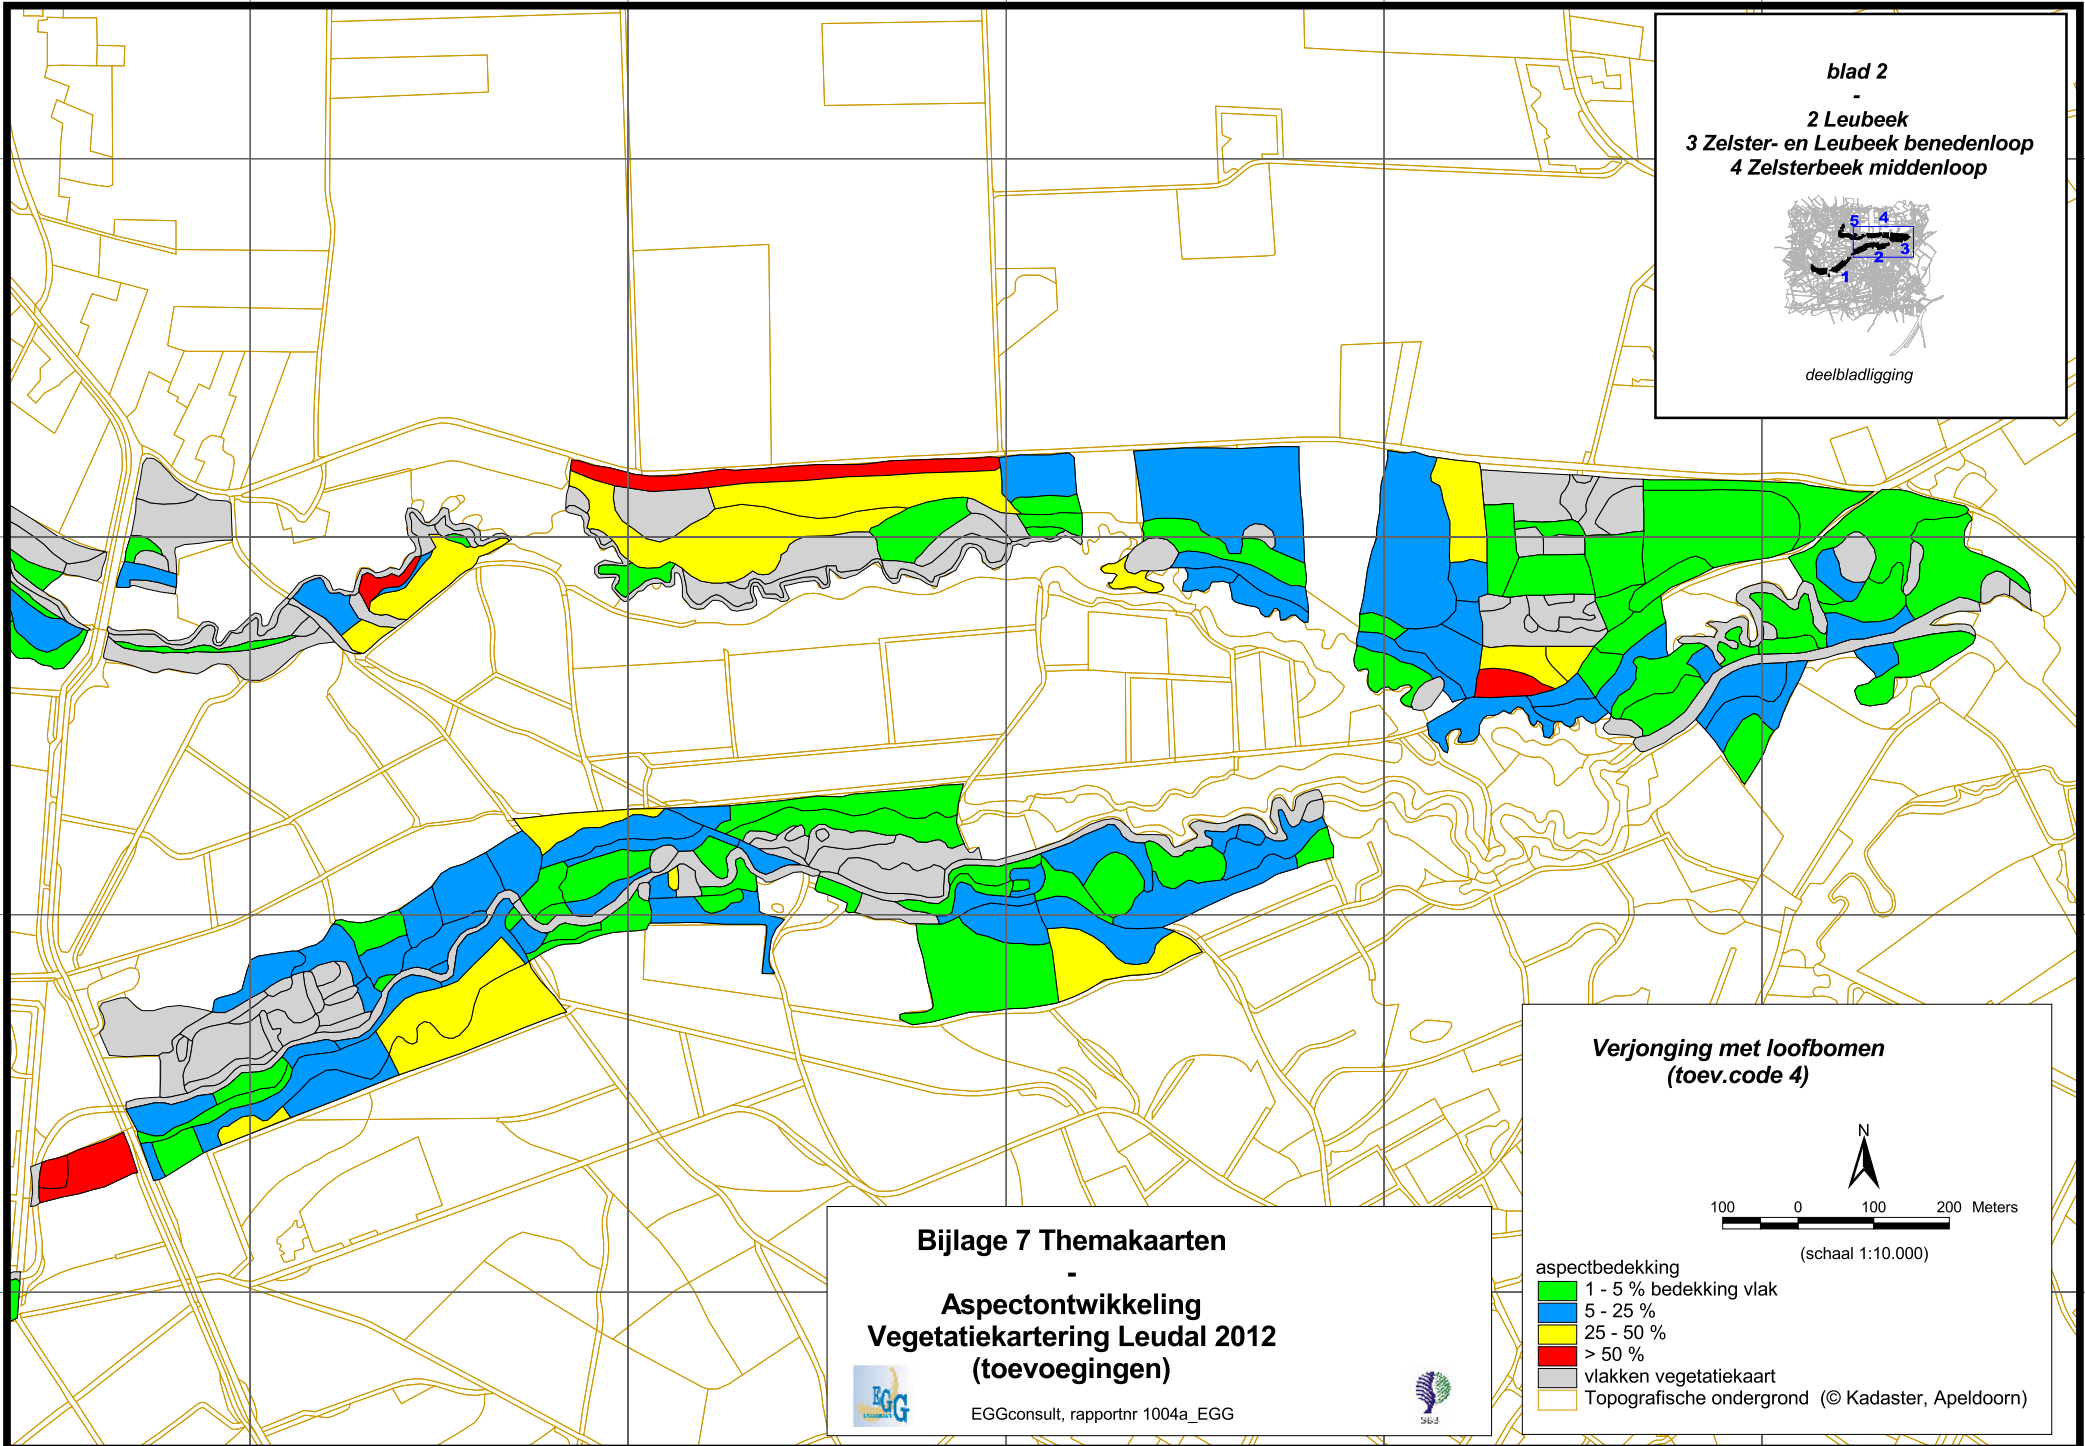 blad 2
-
2 Leubeek
3 Zelster- en Leubeek benedenloop
4 Zelsterbeek middenloop
5 4
3
2
1
deelbladligging
Verjonging met loofbomen
(toev.code 4)
N
100 0 100 200 Meters
(schaal 1:10.000)
aspectbedekking
1 - 5 % bedekking vlak
5 - 25 %
25 - 50 %
> 50 %
vlakken vegetatiekaart
Topografische ondergrond (© Kadaster, Apeldoorn)
Bijlage 7 Themakaarten
-
Aspectontwikkeling
Vegetatiekartering Leudal 2012
(toevoegingen)
EGG
EGGconsult, rapportnr 1004a_EGG